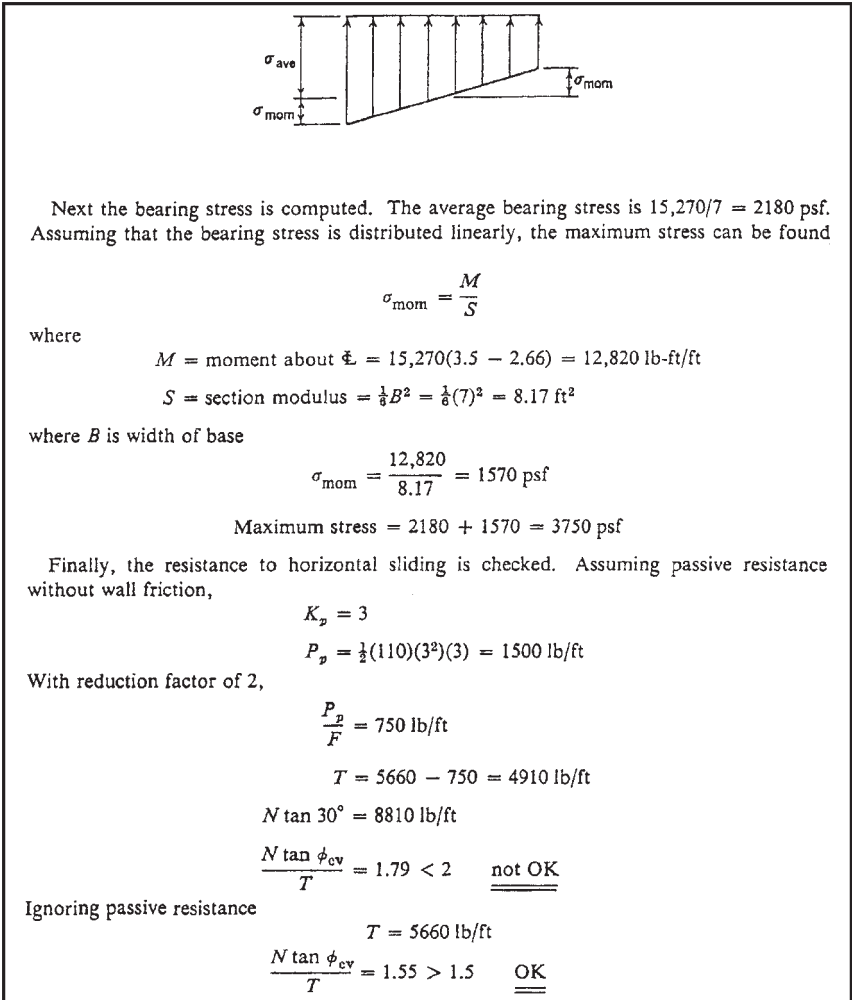 σ ave
σ mom
σmom
Next the bearing stress is computed. The average bearing stress is 15,270/7 = 2180 psf.
Assuming that the bearing stress is distributed linearly, the maximum stress can be found
σmom = M/S
where
M = moment about ℄ = 15,270(3.5 − 2.66) = 12,820 lb-ft/ft
S = section modulus = ⅙B² = ⅙(7)² = 8.17 ft²
where B is width of base
σmom = 12,820/8.17 = 1570 psf
Maximum stress = 2180 + 1570 = 3750 psf
Finally, the resistance to horizontal sliding is checked. Assuming passive resistance
without wall friction,
Kp = 3
Pp = ½(110)(3²)(3) = 1500 lb/ft
With reduction factor of 2,
Pp/F = 750 lb/ft
T = 5660 − 750 = 4910 lb/ft
N tan 30° = 8810 lb/ft
N tan ϕcv/T = 1.79 < 2 not OK
Ignoring passive resistance
T = 5660 lb/ft
N tan ϕcv/T = 1.55 > 1.5 OK